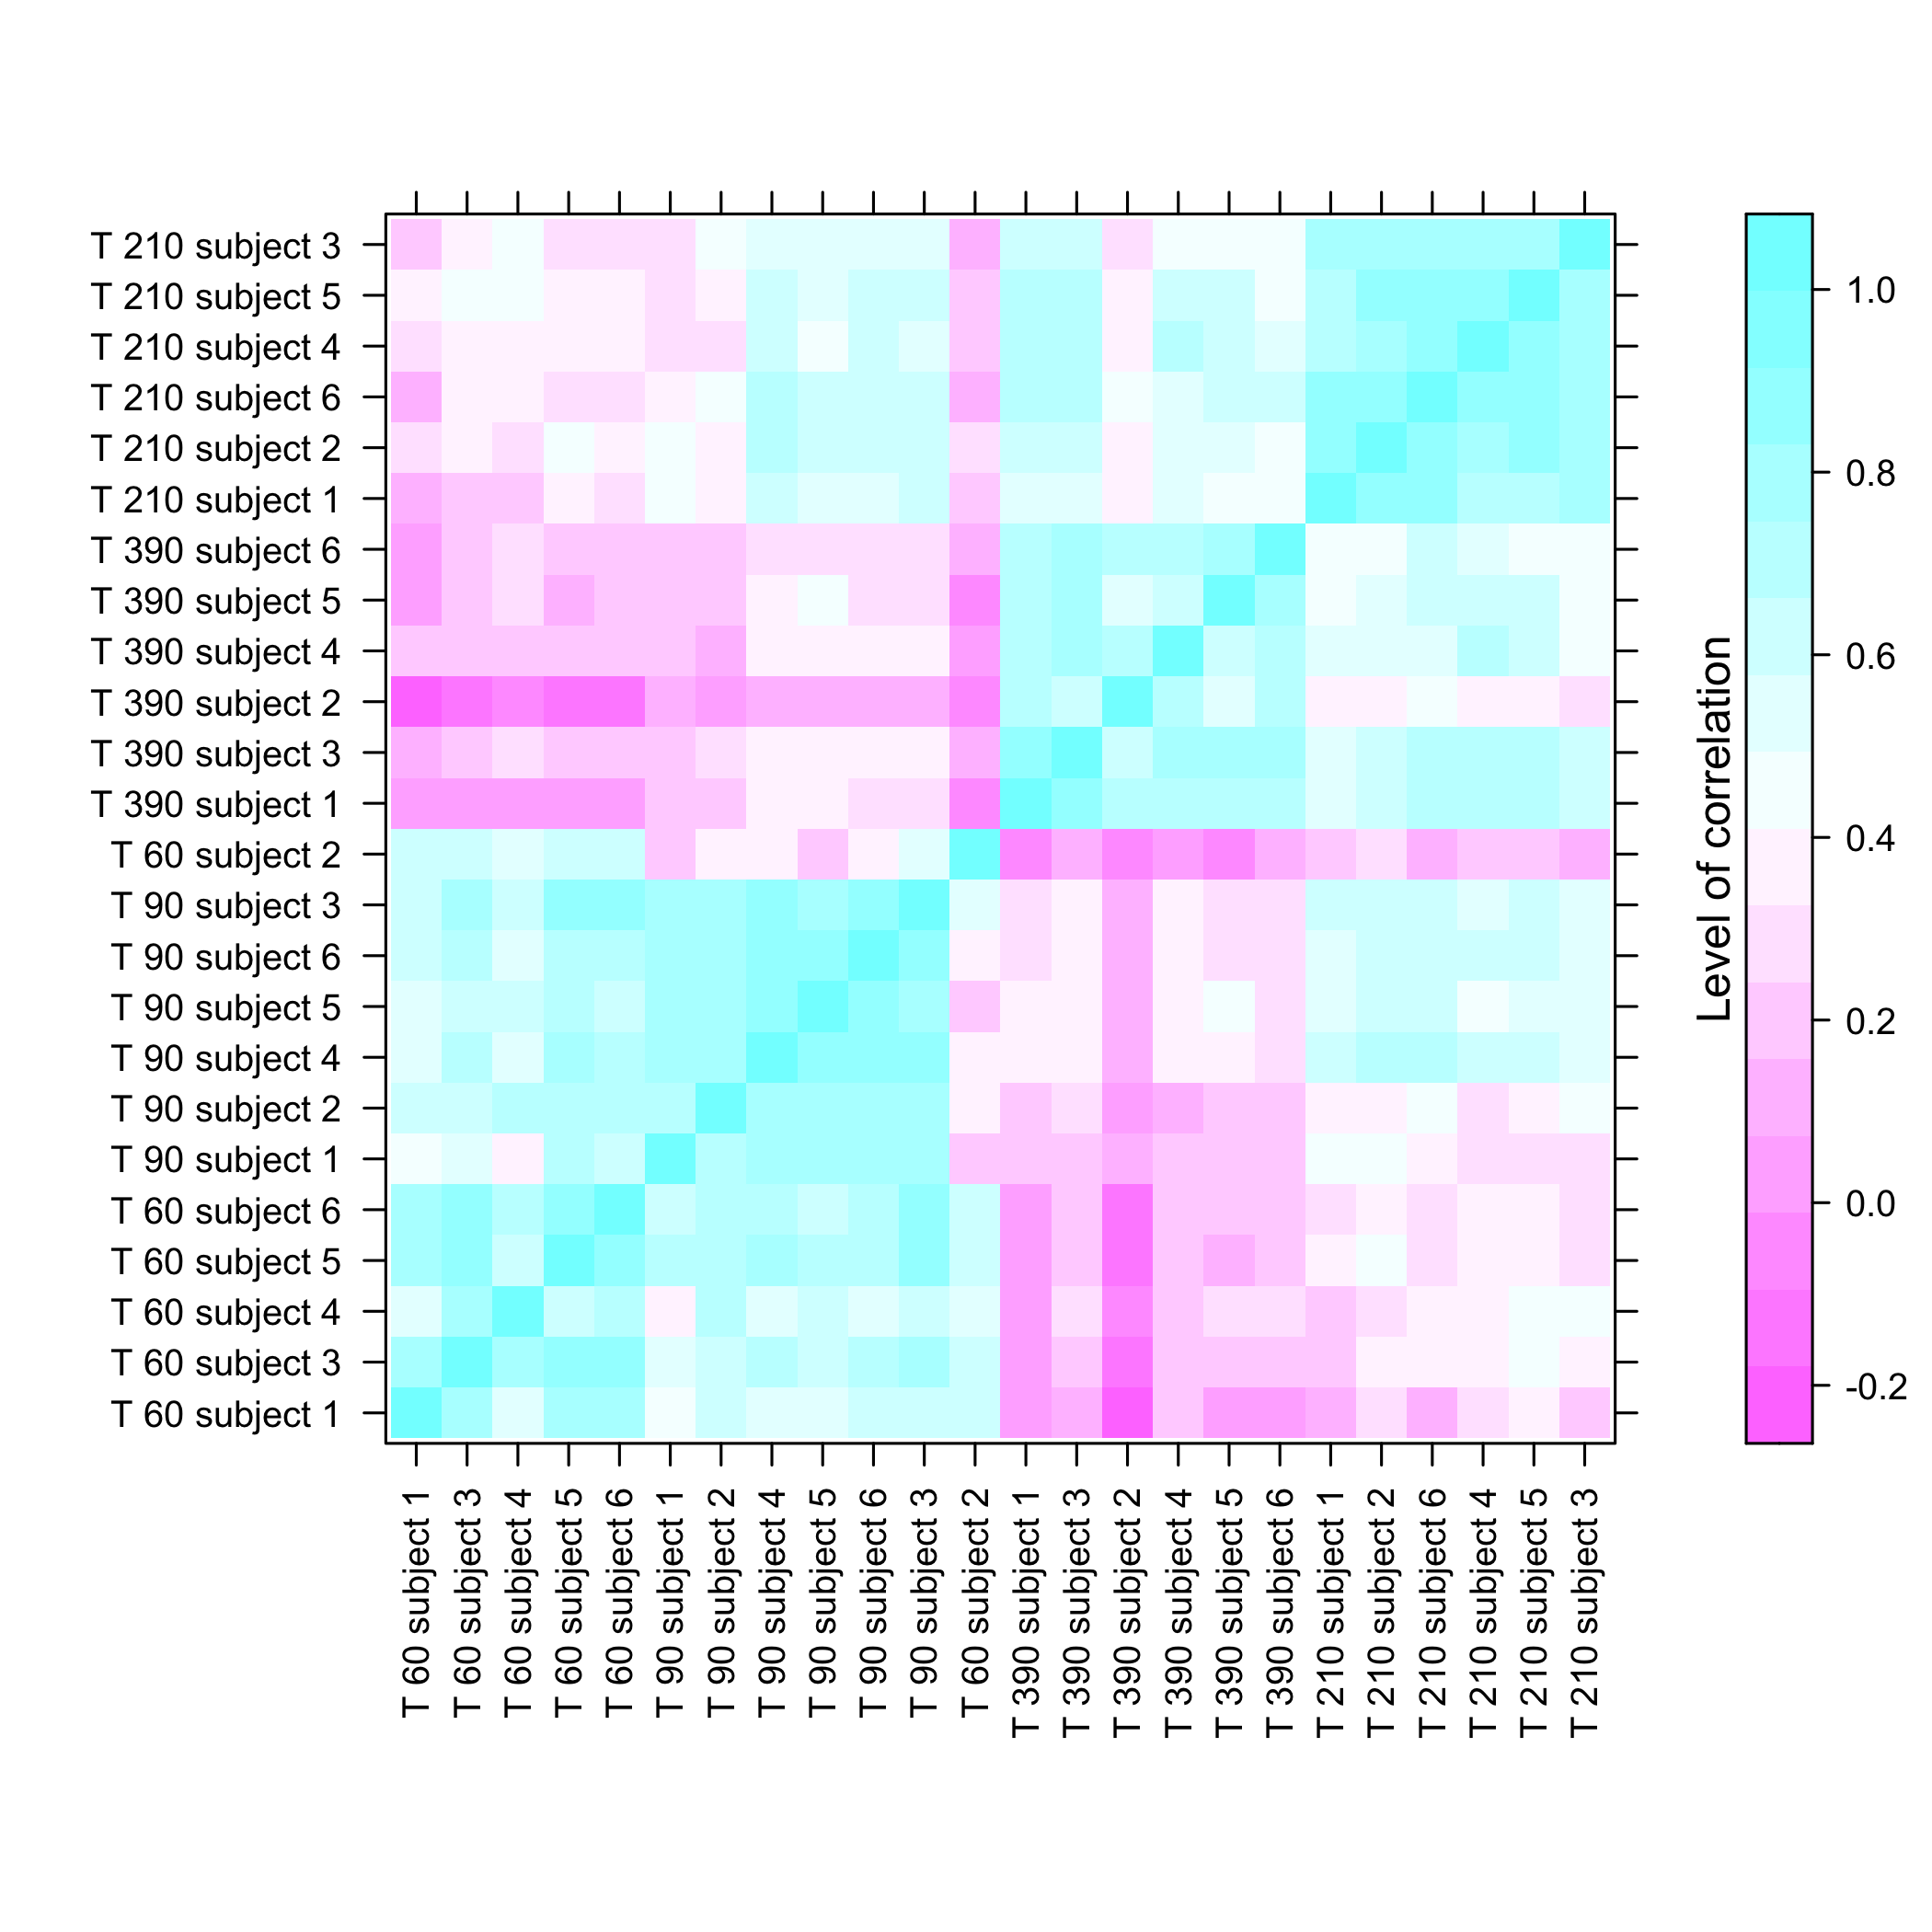 T 210 subject 3
T 210 subject 5
T 210 subject 4
T 210 subject 6
T 210 subject 2
T 210 subject 1
T 390 subject 6
T 390 subject 5
T 390 subject 4
T 390 subject 2
T 390 subject 3
T 390 subject 1
T 60 subject 2
T 90 subject 3
T 90 subject 6
T 90 subject 5
T 90 subject 4
T 90 subject 2
T 90 subject 1
T 60 subject 6
T 60 subject 5
T 60 subject 4
T 60 subject 3
T 60 subject 1
T 60 subject 1
T 60 subject 3
T 60 subject 4
T 60 subject 5
T 60 subject 6
T 90 subject 1
T 90 subject 2
T 90 subject 4
T 90 subject 5
T 90 subject 6
T 90 subject 3
T 60 subject 2
T 390 subject 1
T 390 subject 3
T 390 subject 2
T 390 subject 4
T 390 subject 5
T 390 subject 6
T 210 subject 1
T 210 subject 2
T 210 subject 6
T 210 subject 4
T 210 subject 5
T 210 subject 3
Level of correlation
1.0
0.8
0.6
0.4
0.2
0.0
-0.2